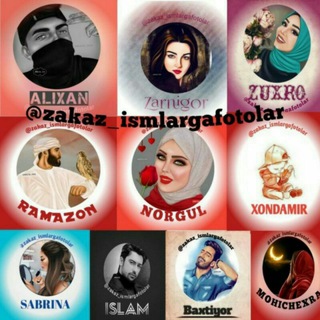 ALIXAN
Zarnigor
ZUXRO
@zakaz_ismlargafotolar
RAMAZON
NORGUL
XONDAMIR
SABRINA
ISLAM
Baxtiyor
MOHICHEXRA